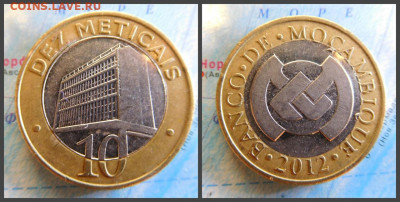 COINS.LAVE.RU
· DEZ METICAIS ·
10
BANCO · DE · MOÇAMBIQUE
· 2012 ·